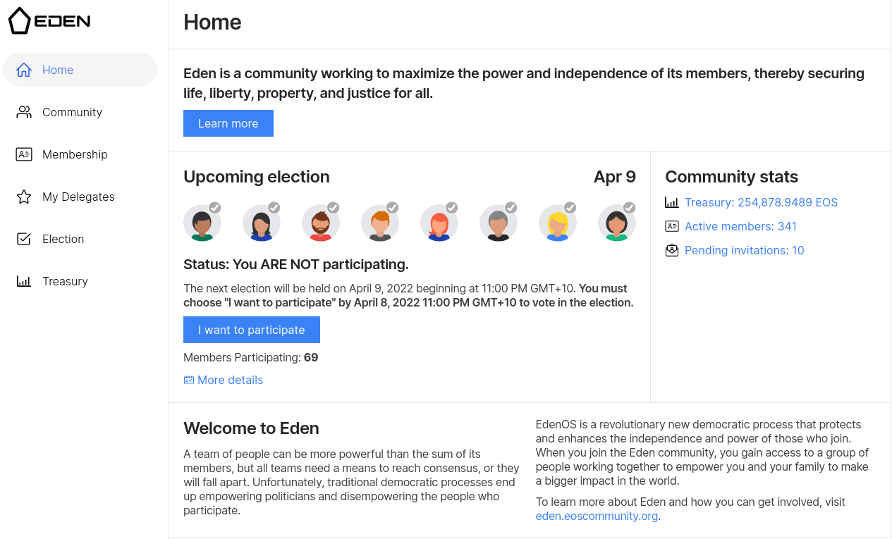 EDEN
Home
Community
Membership
My Delegates
Election
Treasury
Home
Eden is a community working to maximize the power and independence of its members, thereby securing
life, liberty, property, and justice for all.
Learn more
Upcoming election
Apr 9
Status: You ARE NOT participating.
The next election will be held on April 9, 2022 beginning at 11:00 PM GMT+10. You must
choose "I want to participate" by April 8, 2022 11:00 PM GMT+10 to vote in the election.
I want to participate
Members Participating: 69
More details
Community stats
Treasury: 254,878.9489 EOS
Active members: 341
Pending invitations: 10
Welcome to Eden
A team of people can be more powerful than the sum of its
members, but all teams need a means to reach consensus, or they
will fall apart. Unfortunately, traditional democratic processes end
up empowering politicians and disempowering the people who
participate.
EdenOS is a revolutionary new democratic process that protects
and enhances the independence and power of those who join.
When you join the Eden community, you gain access to a group of
people working together to empower you and your family to make
a bigger impact in the world.
To learn more about Eden and how you can get involved, visit
eden.eoscommunity.org.